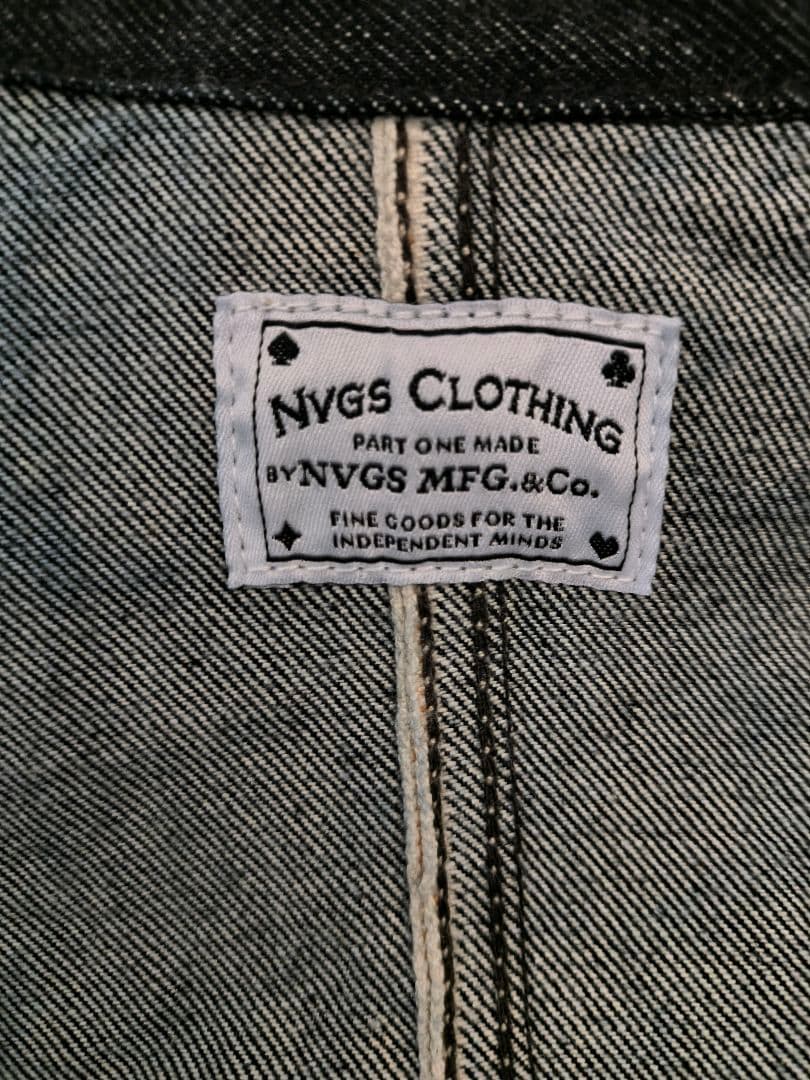 NVGS CLOTHING
PART ONE MADE
BY NVGS MFG.&Co.
FINE GOODS FOR THE
INDEPENDENT MINDS